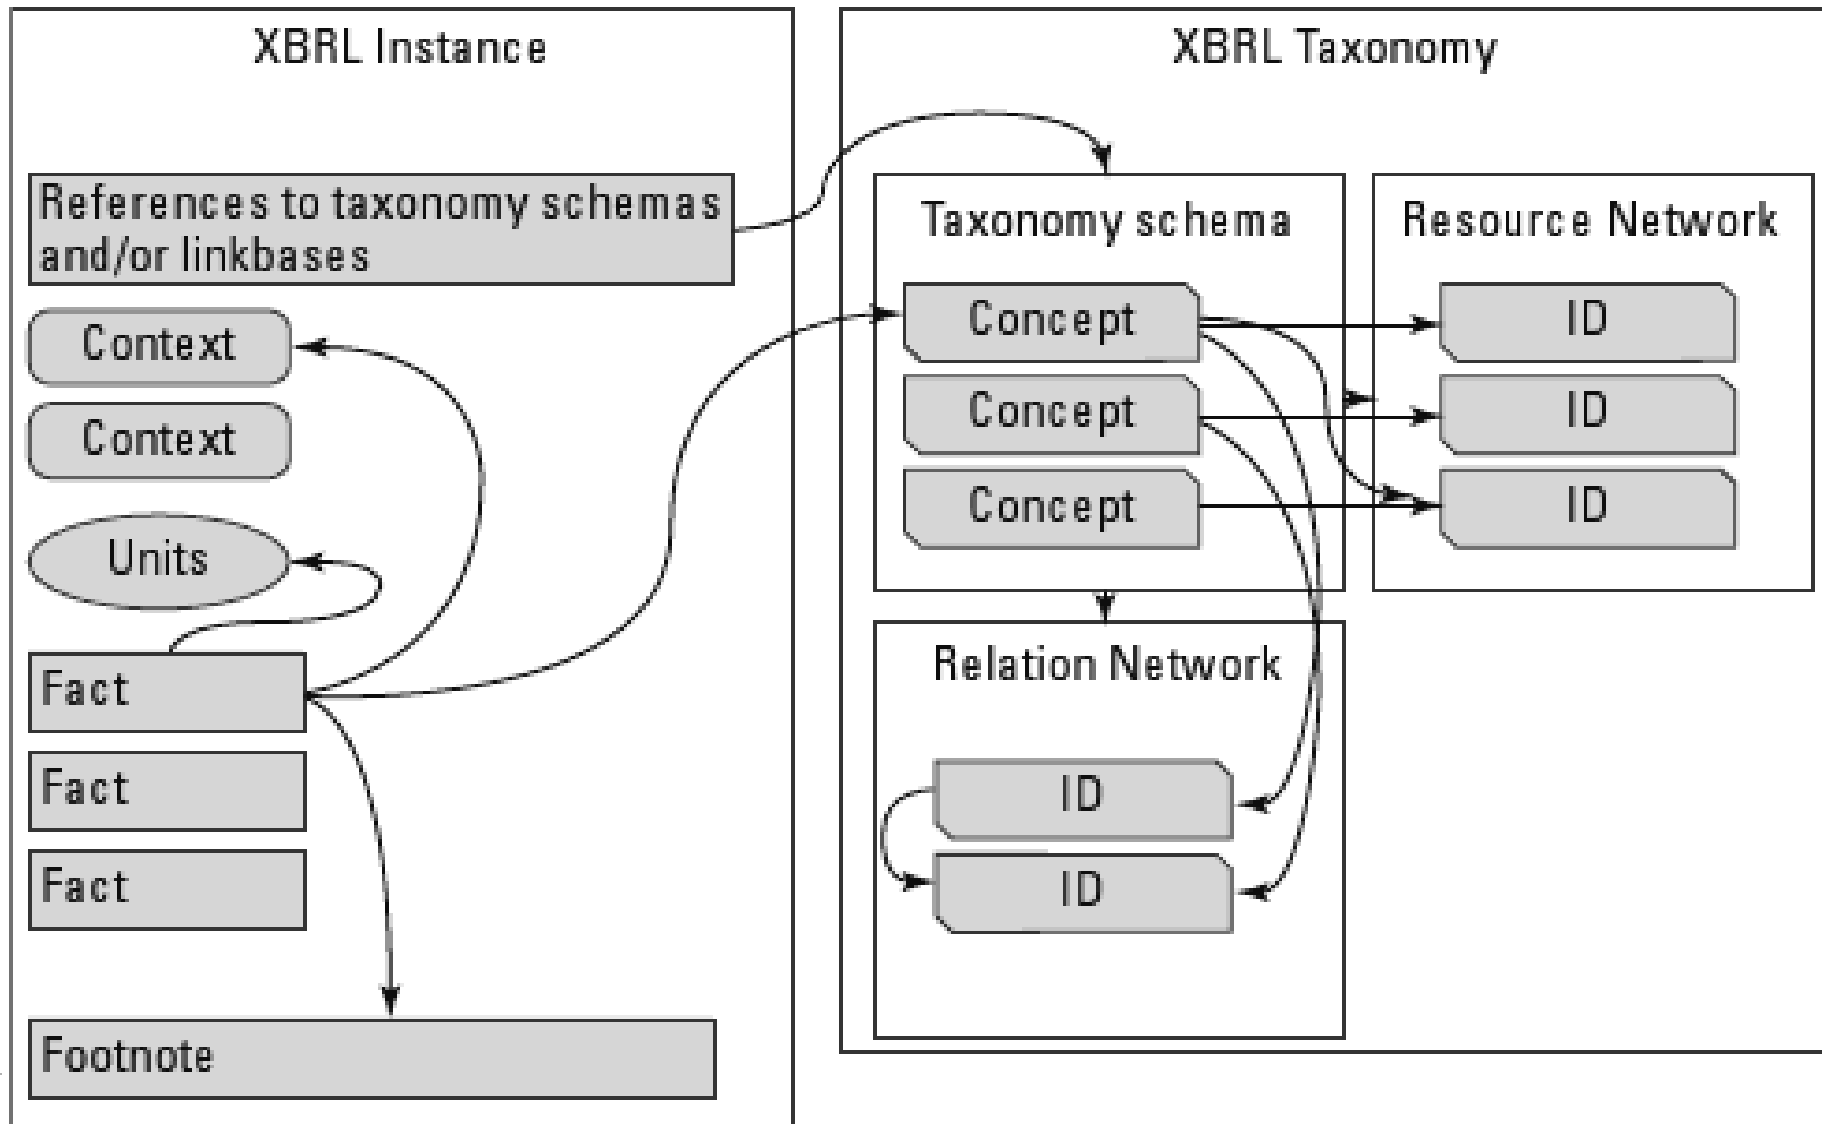 XBRL Instance
References to taxonomy schemas
and/or linkbases
Context
Context
Units
Fact
Fact
Fact
Footnote
XBRL Taxonomy
Taxonomy schema
Concept
Concept
Concept
Resource Network
ID
ID
ID
Relation Network
ID
ID